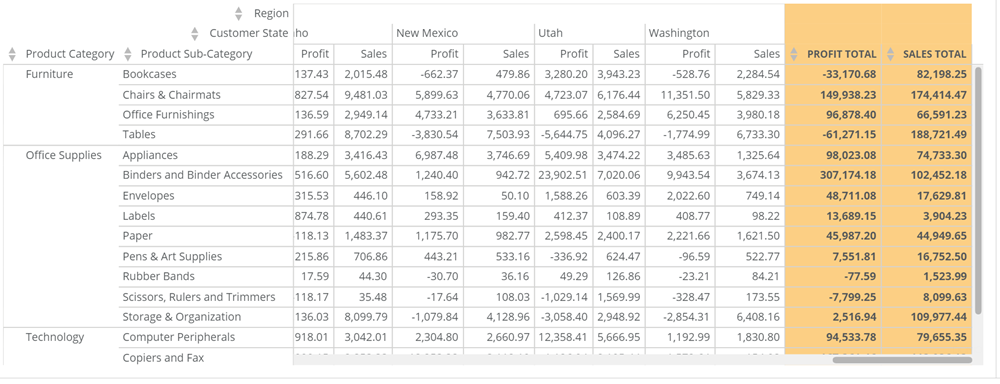 Region
Customer State ho New Mexico Utah Washington
Product Category Product Sub-Category Profit Sales Profit Sales Profit Sales Profit Sales PROFIT TOTAL SALES TOTAL
Furniture Bookcases 137.43 2,015.48 -662.37 479.86 3,280.20 3,943.23 -528.76 2,284.54 -33,170.68 82,198.25
Chairs & Chairmats 827.54 9,481.03 5,899.63 4,770.06 4,723.07 6,176.44 11,351.50 5,829.33 149,938.23 174,414.47
Office Furnishings 136.59 2,949.14 4,733.21 3,633.81 695.66 2,584.69 6,250.45 3,980.18 96,878.40 66,591.23
Tables 291.66 8,702.29 -3,830.54 7,503.93 -5,644.75 4,096.27 -1,774.99 6,733.30 -61,271.15 188,721.49
Office Supplies Appliances 188.29 3,416.43 6,987.48 3,746.69 5,409.98 3,474.22 3,485.63 1,325.64 98,023.08 74,733.30
Binders and Binder Accessories 516.60 5,602.48 1,240.40 942.72 23,902.51 7,020.06 9,943.54 3,674.13 307,174.18 102,452.18
Envelopes 315.53 446.10 158.92 50.10 1,588.26 603.39 2,022.60 749.14 48,711.08 17,629.81
Labels 874.78 440.61 293.35 159.40 412.37 108.89 408.77 98.22 13,689.15 3,904.23
Paper 118.13 1,483.37 1,175.70 982.77 2,598.45 2,400.17 2,221.66 1,621.50 45,987.20 44,949.65
Pens & Art Supplies 215.86 706.86 443.21 533.16 -336.92 624.47 -96.59 522.77 7,551.81 16,752.50
Rubber Bands 17.59 44.30 -30.70 36.16 49.29 126.86 -23.21 84.21 -77.59 1,523.99
Scissors, Rulers and Trimmers 118.17 35.48 -17.64 108.03 -1,029.14 1,569.99 -328.47 173.55 -7,799.25 8,099.63
Storage & Organization 136.03 8,099.79 -1,079.84 4,128.96 -3,058.40 2,948.92 -2,854.31 6,408.16 2,516.94 109,977.44
Technology Computer Peripherals 918.01 3,042.01 2,304.80 2,660.97 12,358.41 5,666.95 1,192.99 1,830.80 94,533.78 79,655.35
Copiers and Fax